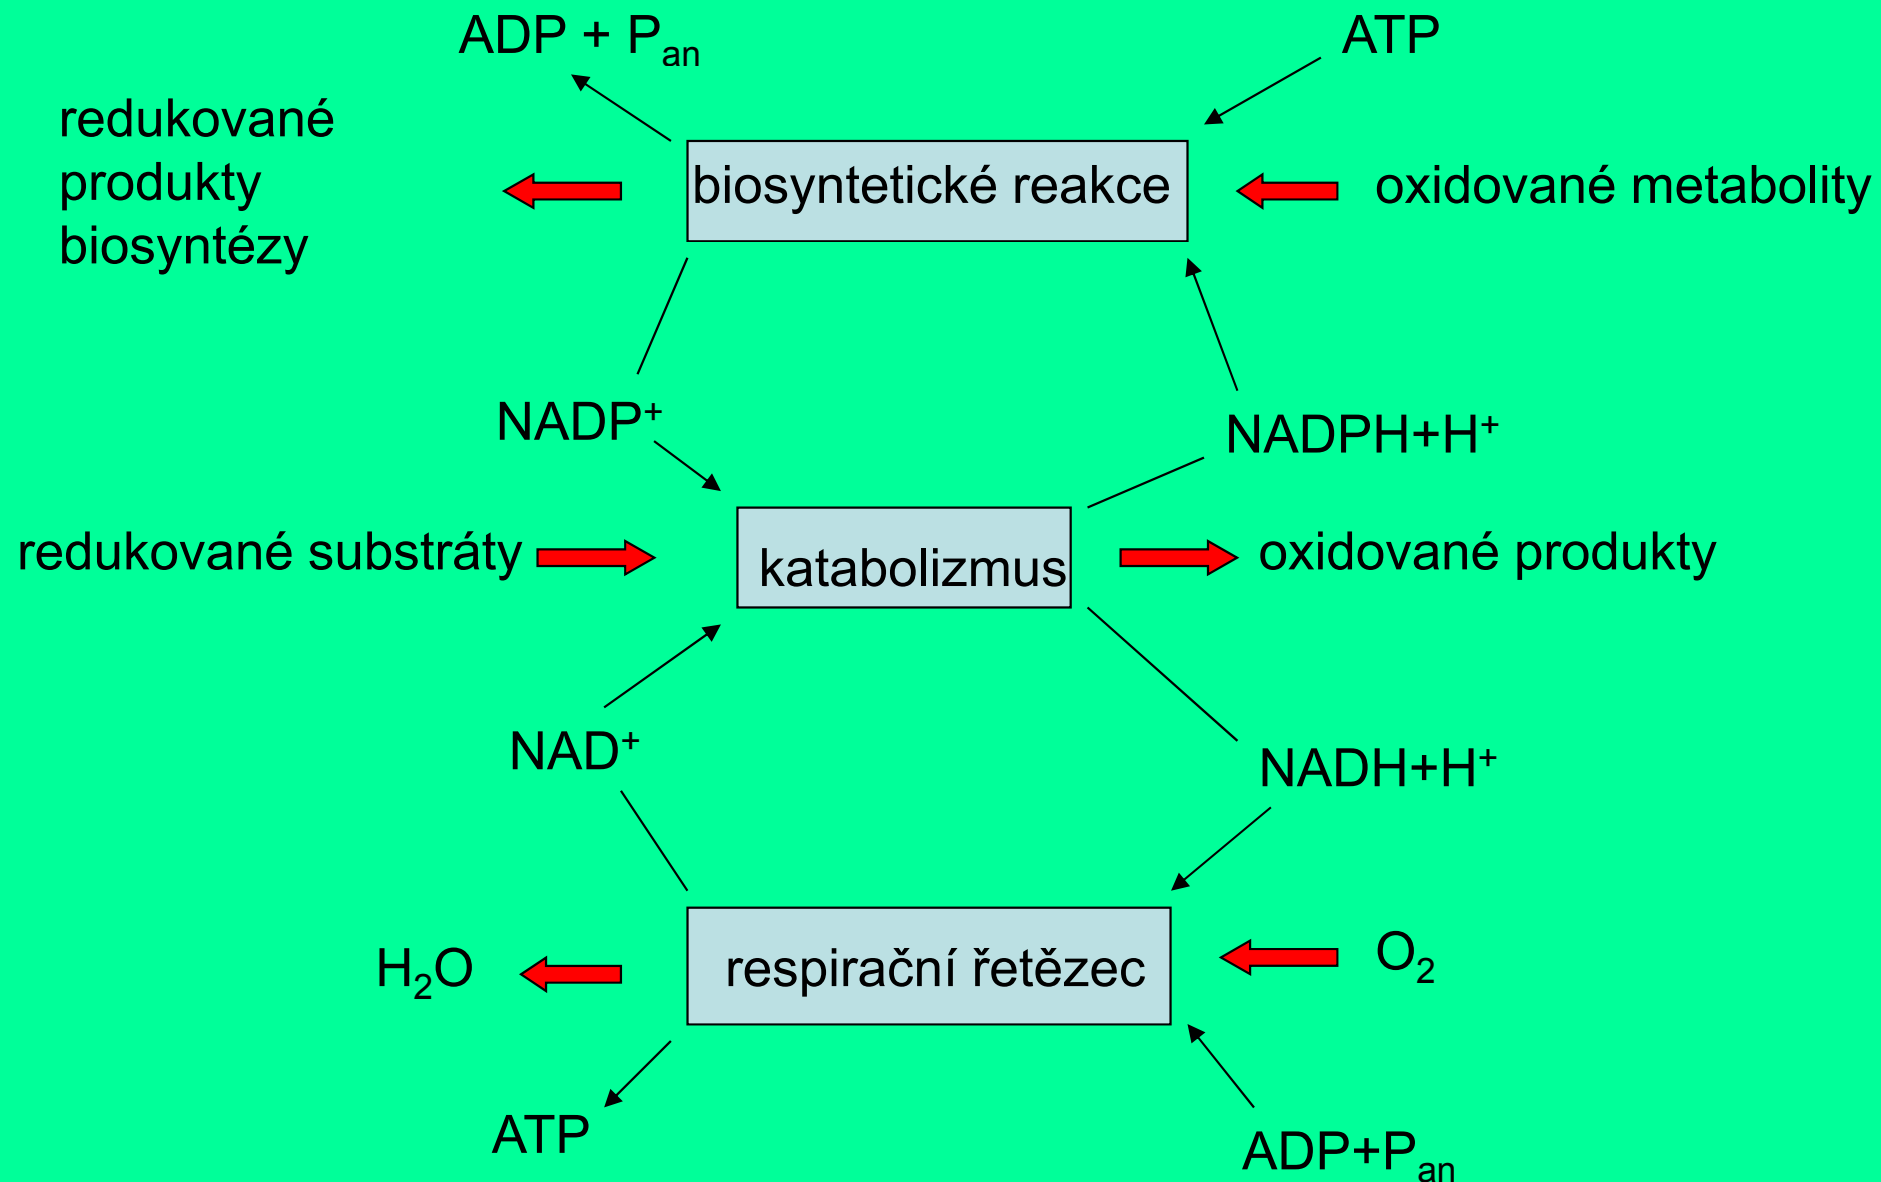 ADP + Pan
ATP
redukované
produkty
biosyntézy
biosyntetické reakce
oxidované metabolity
NADP+
NADPH+H+
redukované substráty
katabolizmus
oxidované produkty
NAD+
NADH+H+
H2O
respirační řetězec
O2
ATP
ADP+Pan